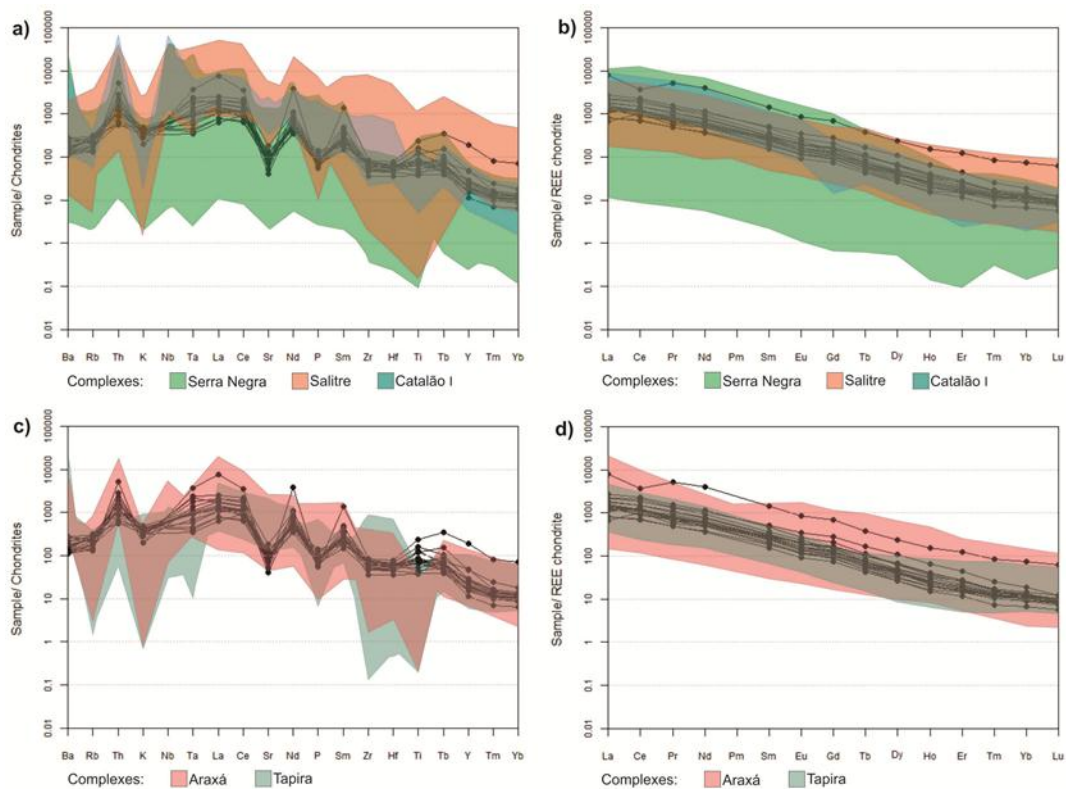 a)
Sample/ Chondrites
100000
10000
1000
100
10
1
0.1
0.01
Ba Rb Th K Nb Ta La Ce Sr Nd P Sm Zr Hf Ti Tb Y Tm Yb
Complexes: Serra Negra Salitre Catalão I
b)
Sample/ REE chondrite
100000
10000
1000
100
10
1
0.1
0.01
La Ce Pr Nd Pm Sm Eu Gd Tb Dy Ho Er Tm Yb Lu
Complexes: Serra Negra Salitre Catalão I
c)
Sample/ Chondrites
100000
10000
1000
100
10
1
0.1
0.01
Ba Rb Th K Nb Ta La Ce Sr Nd P Sm Zr Hf Ti Tb Y Tm Yb
Complexes: Araxá Tapira
d)
Sample/ REE chondrite
100000
10000
1000
100
10
1
0.1
0.01
La Ce Pr Nd Pm Sm Eu Gd Tb Dy Ho Er Tm Yb Lu
Complexes: Araxá Tapira